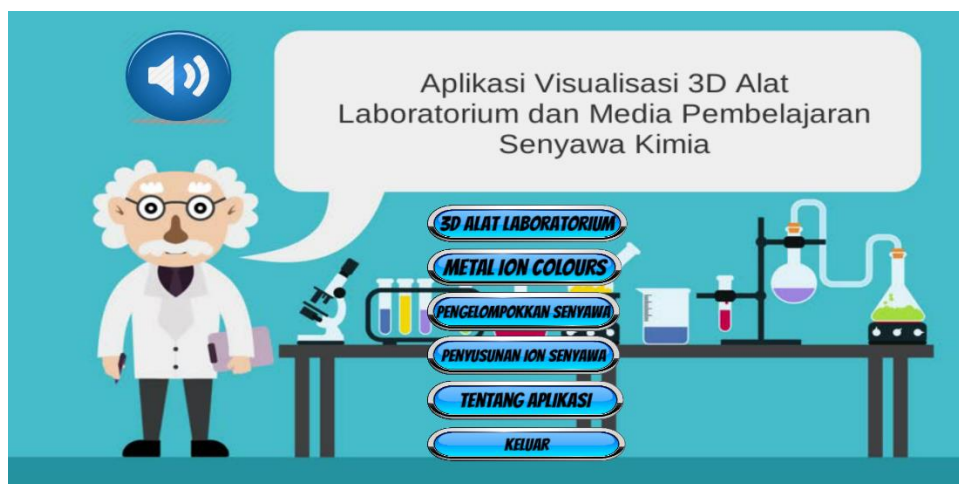 Aplikasi Visualisasi 3D Alat
Laboratorium dan Media Pembelajaran
Senyawa Kimia
3D ALAT LABORATORIUM
METAL ION COLOURS
PENGELOMPOKKAN SENYAWA
PENYUSUNAN ION SENYAWA
TENTANG APLIKASI
KELUAR